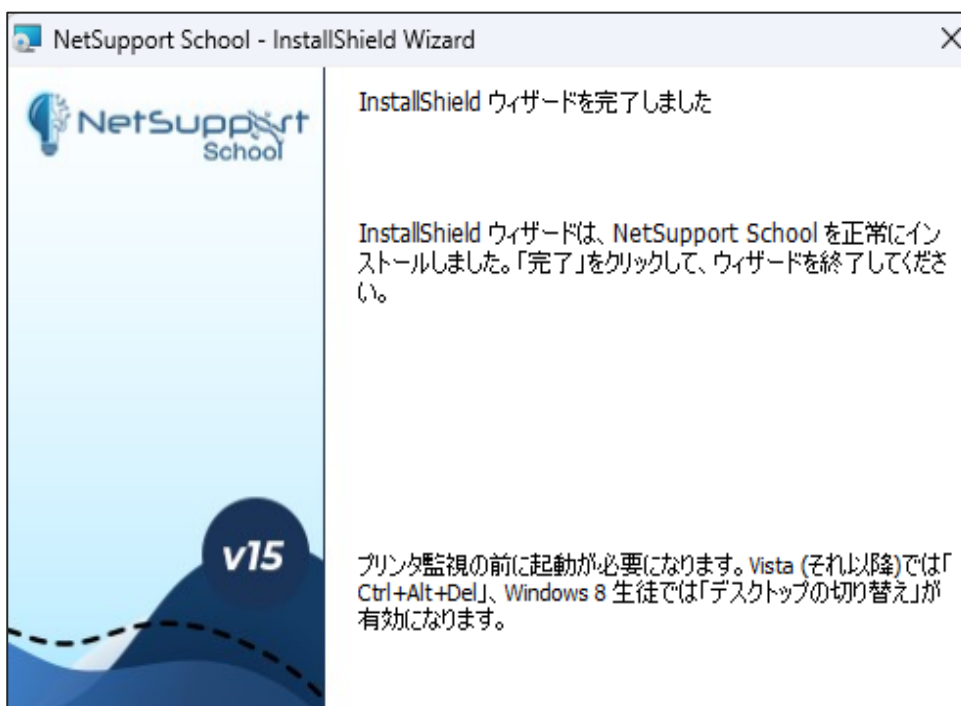 NetSupport School - InstallShield Wizard
NetSupport
School
InstallShield ウィザードを完了しました
InstallShield ウィザードは、NetSupport School を正常にイン
ストールしました。「完了」をクリックして、ウィザードを終了してくださ
い。
v15
プリンタ監視の前に起動が必要になります。Vista (それ以降)では「
Ctrl+Alt+Del」、Windows 8 生徒では「デスクトップの切り替え」が
有効になります。